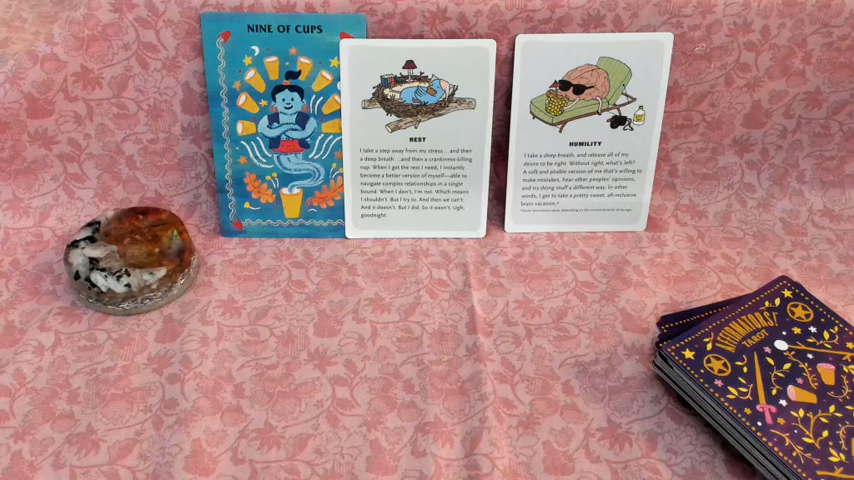 NINE OF CUPS
REST
I take a step away from my stress...and then
a deep breath ...and then a crankiness-killing
nap. When I get the rest I need, I instantly
become a better version of myself—able to
navigate complex relationships in a single
bound. When I don't, I'm not. Which means
I shouldn't. But I try to. And then we can't.
And it doesn't. But I did. So it wasn't. Ugh,
goodnight.
HUMILITY
I take a deep breath, and release all of my
desire to be right. Without right, what's left?
A soft and pliable version of me that's willing to
make mistakes, hear other peoples' opinions,
and try doing stuff a different way. In other
words, I get to take a pretty sweet, all-inclusive
brain vacation.*
AFFIRMATORS!
TAROT